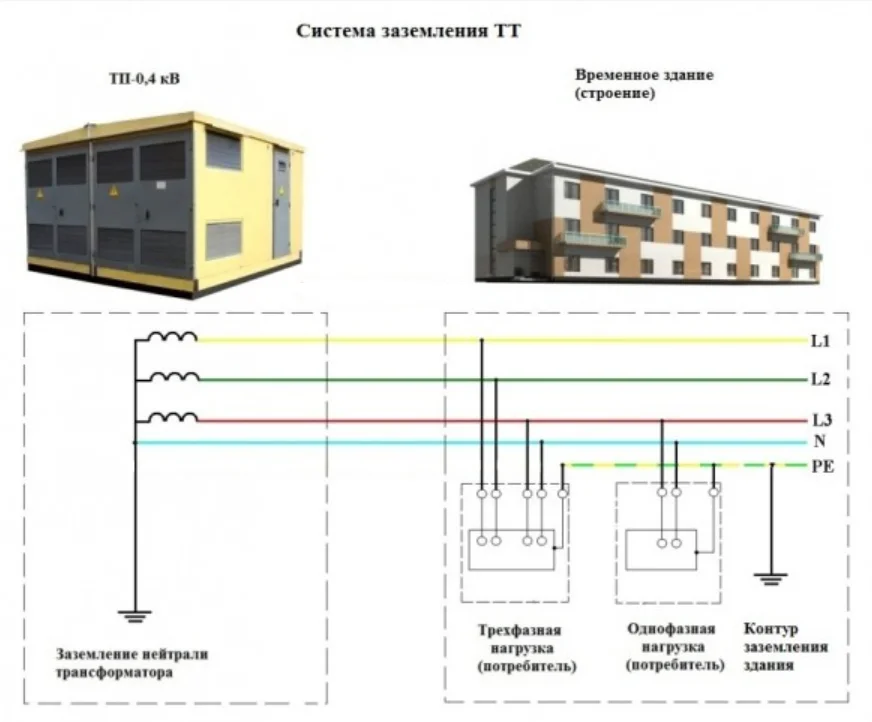 Система заземления ТТ
ТП-0,4 кВ
Временное здание
(строение)
L1
L2
L3
N
PE
Заземление нейтрали
трансформатора
Трехфазная
нагрузка
(потребитель)
Однофазная
нагрузка
(потребитель)
Контур
заземления
здания